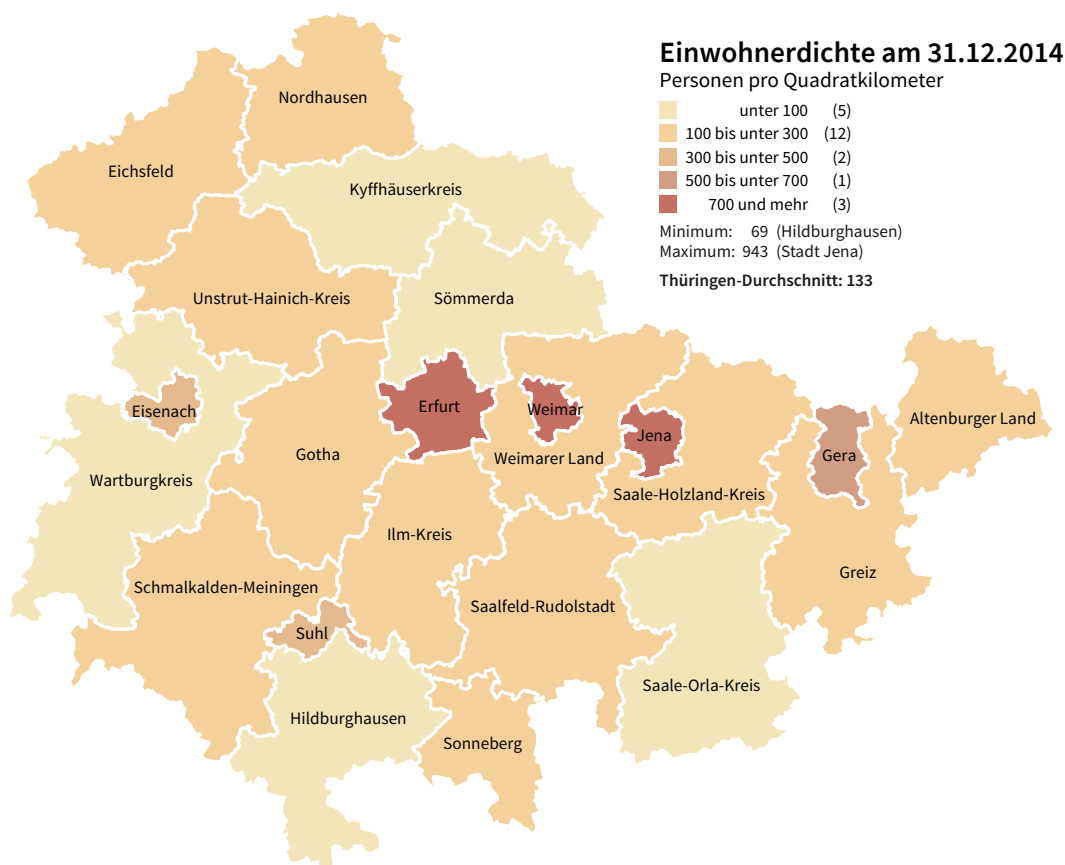 Einwohnerdichte am 31.12.2014
Personen pro Quadratkilometer
unter 100 (5)
100 bis unter 300 (12)
300 bis unter 500 (2)
500 bis unter 700 (1)
700 und mehr (3)
Minimum: 69 (Hildburghausen)
Maximum: 943 (Stadt Jena)
Thüringen-Durchschnitt: 133
Nordhausen
Eichsfeld
Kyffhäuserkreis
Unstrut-Hainich-Kreis
Sömmerda
Eisenach
Erfurt
Weimar
Altenburger Land
Jena
Gotha
Weimarer Land
Gera
Wartburgkreis
Saale-Holzland-Kreis
Ilm-Kreis
Greiz
Schmalkalden-Meiningen
Saalfeld-Rudolstadt
Suhl
Saale-Orla-Kreis
Hildburghausen
Sonneberg